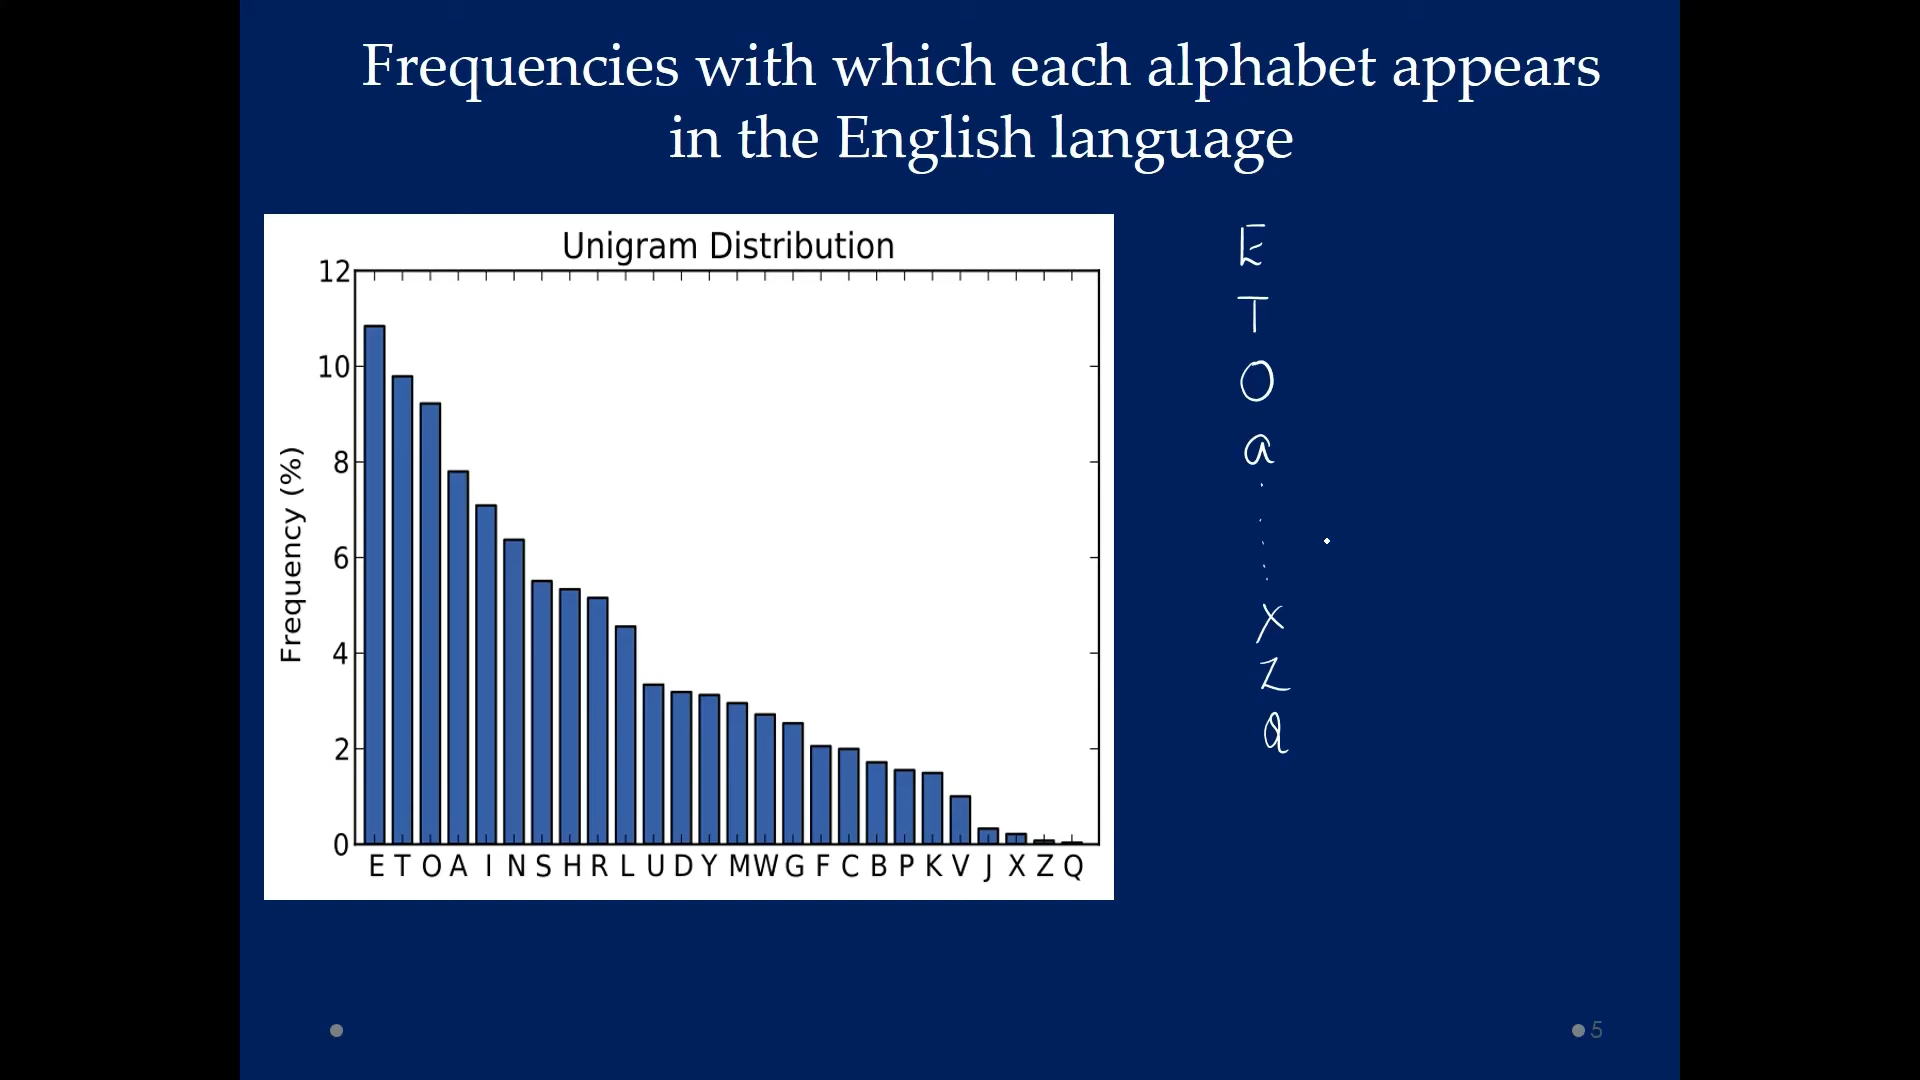 Frequencies with which each alphabet appears
in the English language
Unigram Distribution
12
10
8
6
4
2
0
Frequency (%)
E T O A I N S H R L U D Y M W G F C B P K V J X Z Q
E
T
O
a
X
Z
Q
5